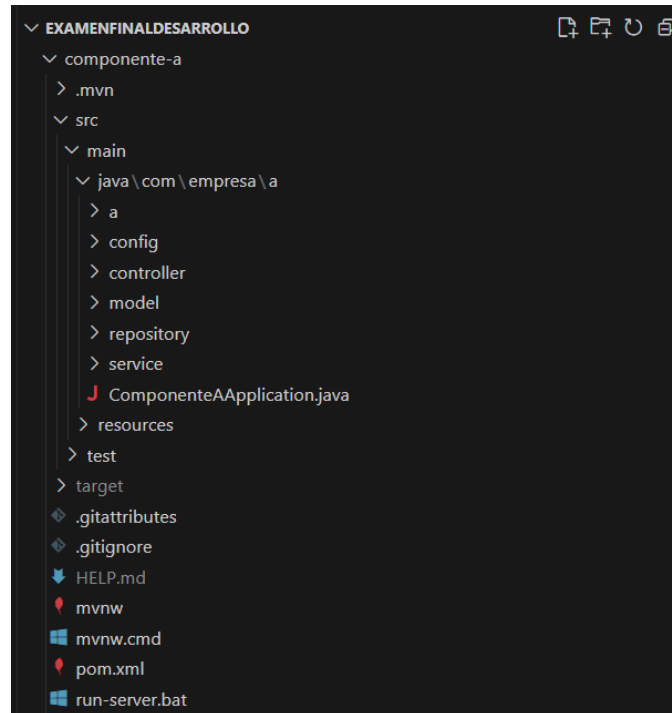 EXAMENFINALDESARROLLO
componente-a
.mvn
src
main
java\com\empresa\a
a
config
controller
model
repository
service
J ComponenteAApplication.java
resources
test
target
.gitattributes
.gitignore
HELP.md
mvnw
mvnw.cmd
pom.xml
run-server.bat